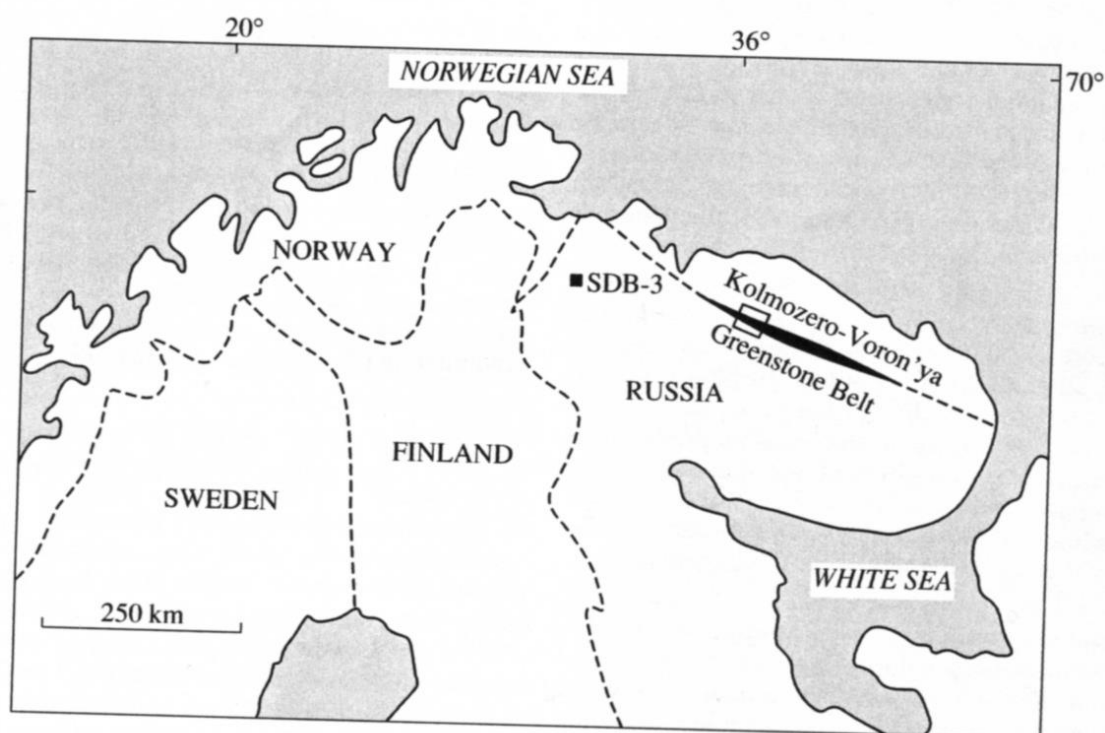 20°
36°
NORWEGIAN SEA
70°
NORWAY
SDB-3
Kolmozero-Voron'ya
Greenstone Belt
RUSSIA
FINLAND
SWEDEN
WHITE SEA
250 km